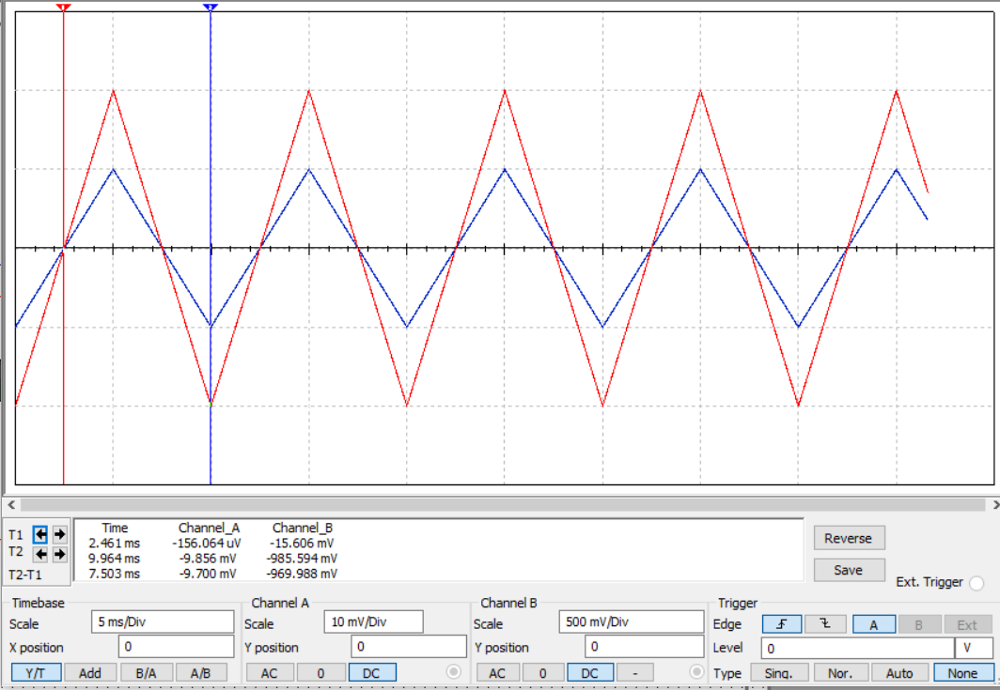 1 2
Time Channel_A Channel_B
T1 2.461 ms -156.064 uV -15.606 mV
T2 9.964 ms -9.856 mV -985.594 mV
T2-T1 7.503 ms -9.700 mV -969.988 mV
Reverse
Save
Ext. Trigger
Timebase Channel A Channel B Trigger
Scale 5 ms/Div Scale 10 mV/Div Scale 500 mV/Div Edge A B Ext
X position 0 Y position 0 Y position 0 Level 0 V
Y/T Add B/A A/B AC 0 DC AC 0 DC - Type Sing. Nor. Auto None